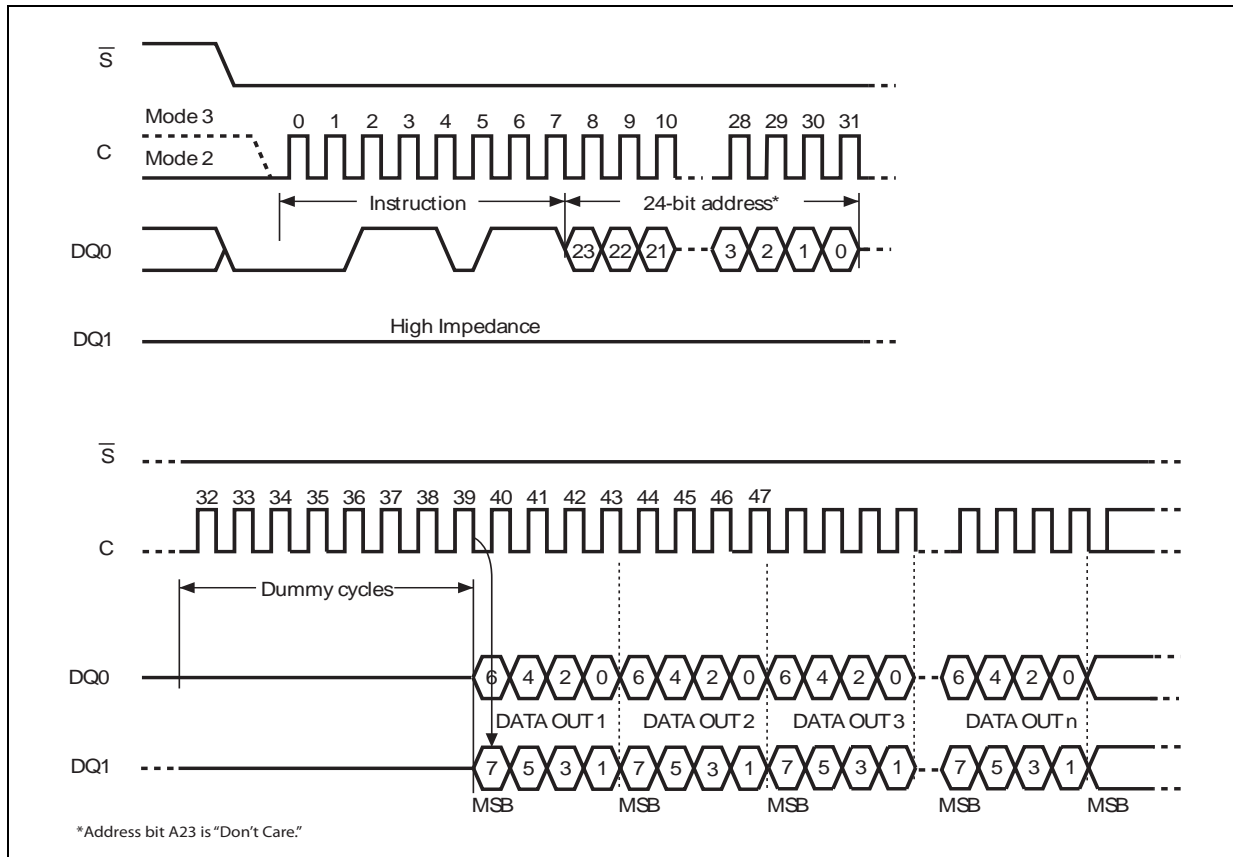 S
Mode 3
C
Mode 2
0 1 2 3 4 5 6 7 8 9 10 28 29 30 31
Instruction 24-bit address*
DQ0
23 22 21 3 2 1 0
High Impedance
DQ1
S
32 33 34 35 36 37 38 39 40 41 42 43 44 45 46 47
C
Dummy cycles
DQ0
6 4 2 0 6 4 2 0 6 4 2 0 6 4 2 0
DATA OUT 1 DATA OUT 2 DATA OUT 3 DATA OUT n
DQ1
7 5 3 1 7 5 3 1 7 5 3 1 7 5 3 1
MSB MSB MSB MSB MSB
*Address bit A23 is “Don’t Care.”